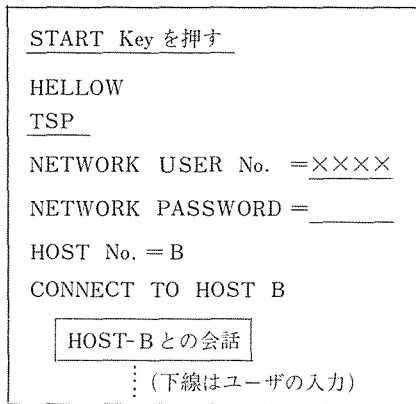 START Key を押す
HELLOW
TSP
NETWORK USER No. =××××
NETWORK PASSWORD=
HOST No. = B
CONNECT TO HOST B
HOST-Bとの会話
(下線はユーザの入力)